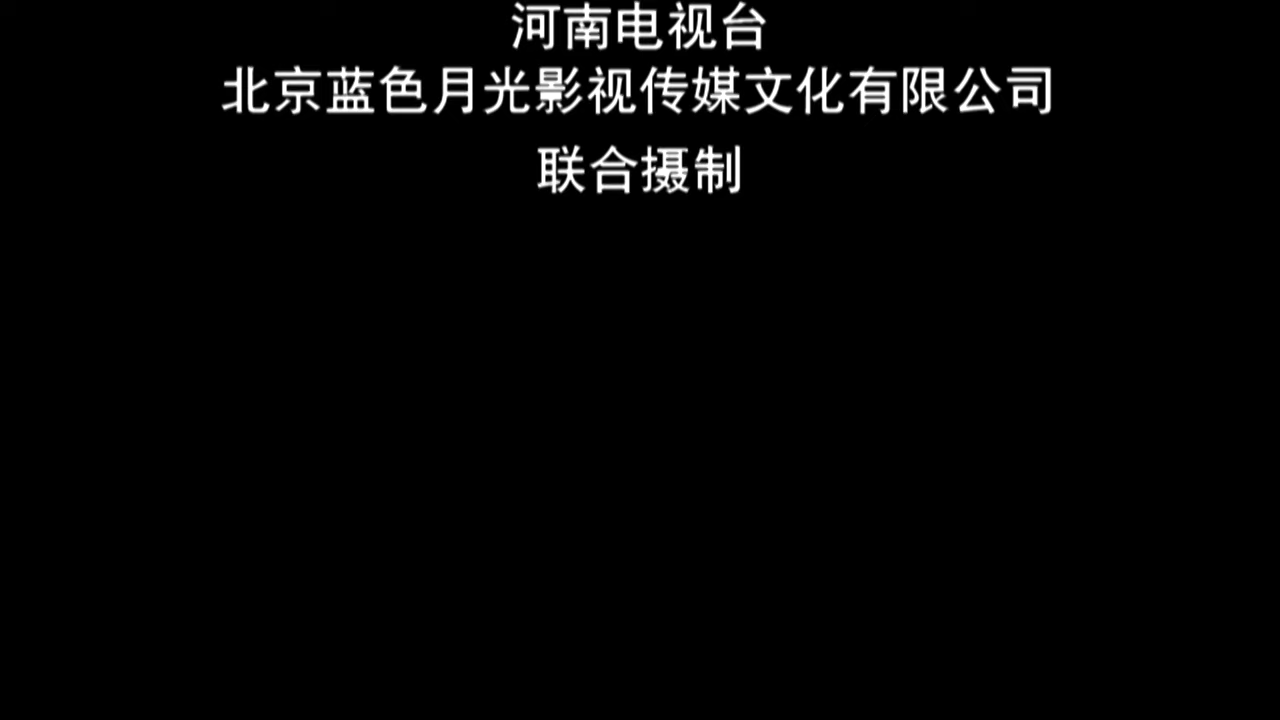 河南电视台
北京蓝色月光影视传媒文化有限公司
联合摄制